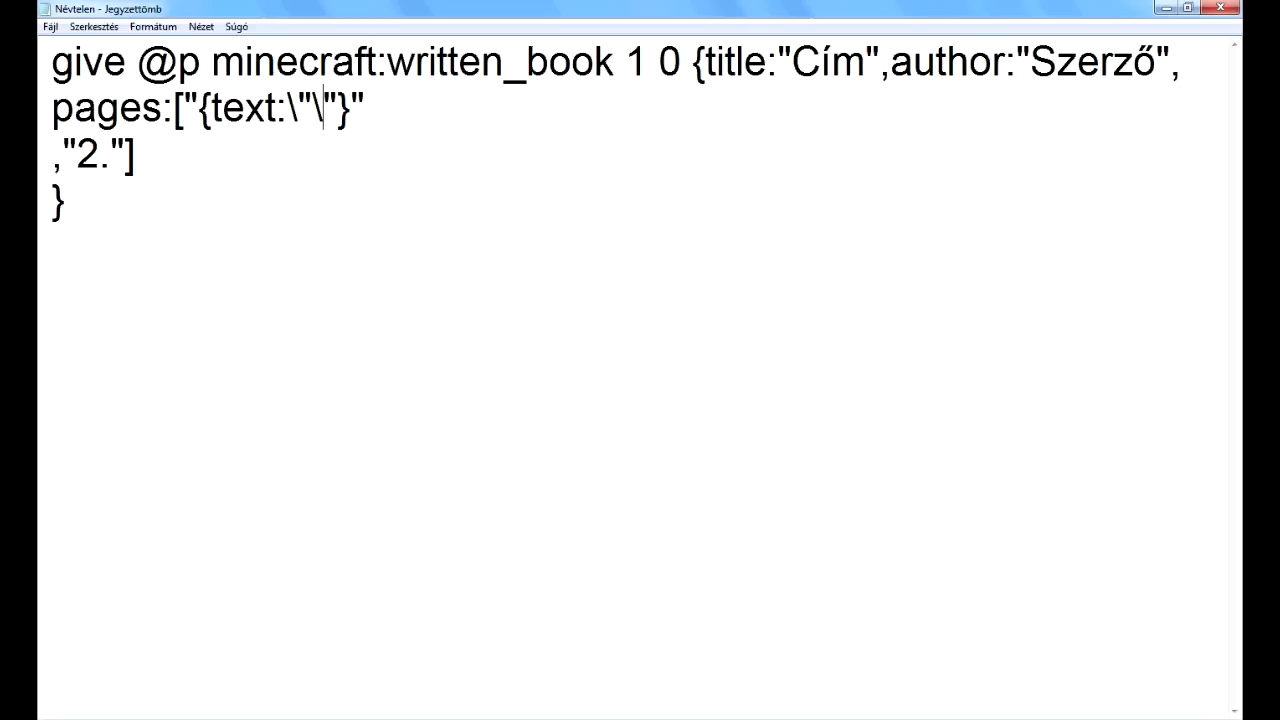 Névtelen - Jegyzettömb
Fájl Szerkesztés Formátum Nézet Súgó
give @p minecraft:written_book 1 0 {title:"Cím",author:"Szerző",
pages:["{text:\"\"}"
,"2."]
}